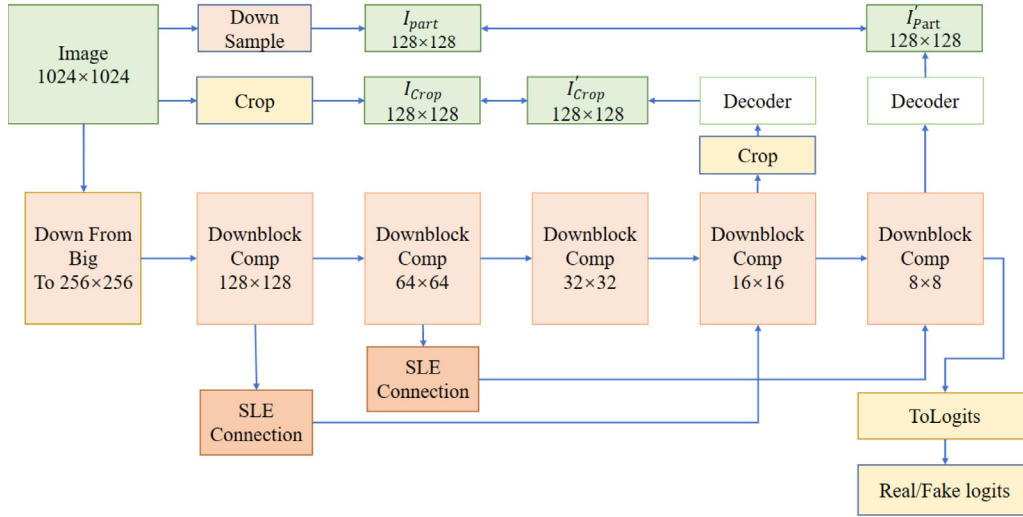 Image
1024×1024
Down
Sample
I_part
128×128
I'_Part
128×128
Crop
I_Crop
128×128
I'_Crop
128×128
Decoder
Decoder
Crop
Down From
Big
To 256×256
Downblock
Comp
128×128
Downblock
Comp
64×64
Downblock
Comp
32×32
Downblock
Comp
16×16
Downblock
Comp
8×8
SLE
Connection
SLE
Connection
ToLogits
Real/Fake logits